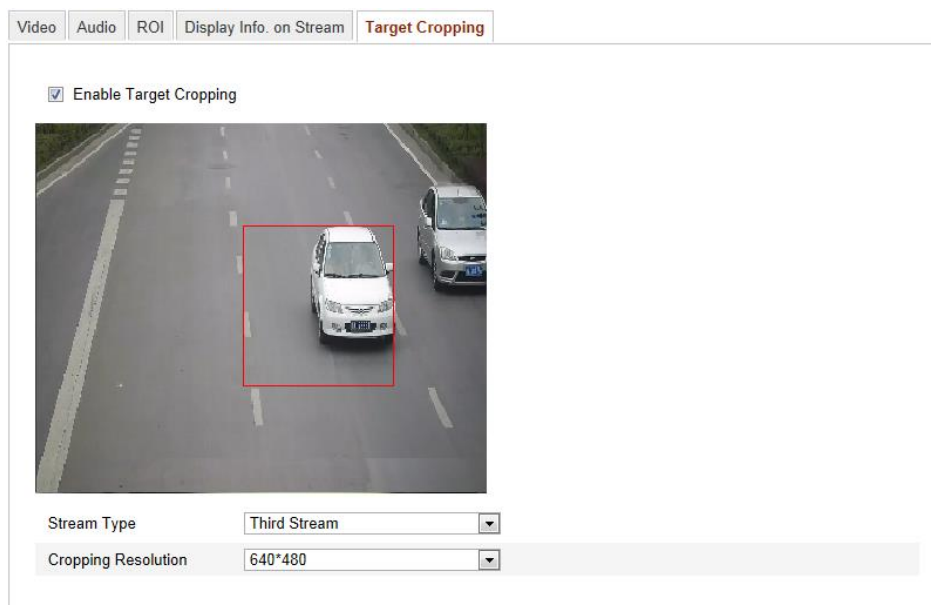 Video Audio ROI Display Info. on Stream Target Cropping
Enable Target Cropping
Stream Type Third Stream
Cropping Resolution 640*480